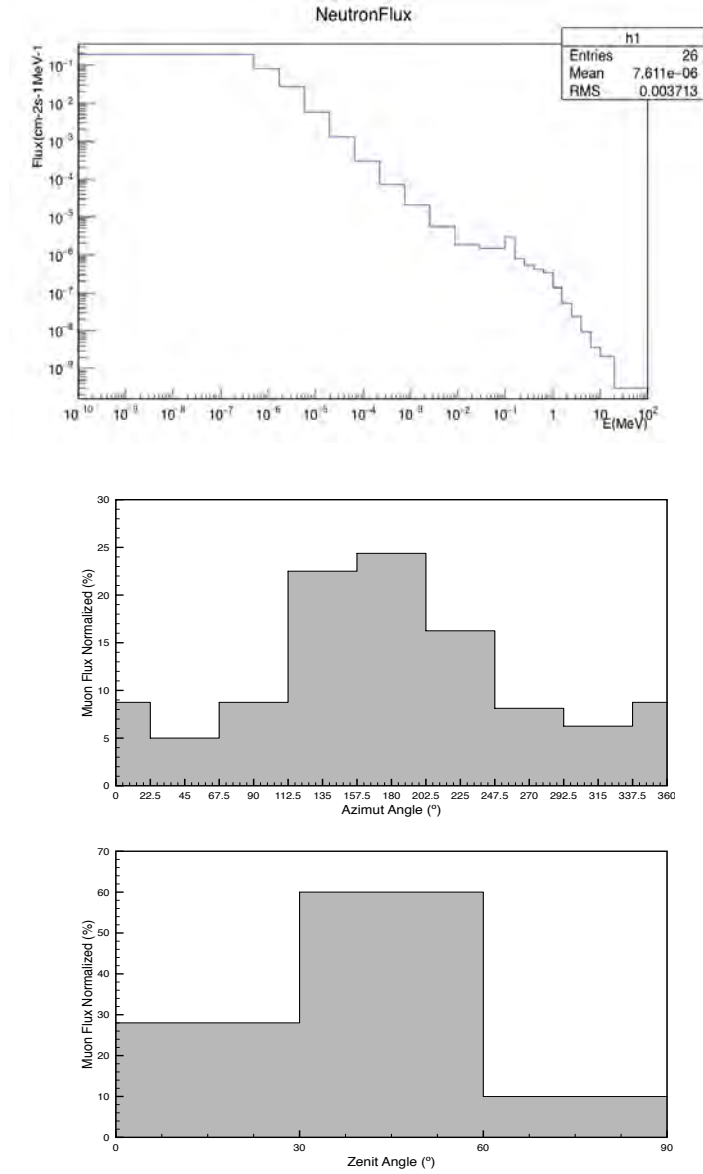 NeutronFlux
h1
Entries 26
Mean 7.611e-06
RMS 0.003713
Flux(cm-2s-1MeV-1
10⁻¹
10⁻²
10⁻³
10⁻⁴
10⁻⁵
10⁻⁶
10⁻⁷
10⁻⁸
10⁻⁹
10⁻¹⁰ 10⁻⁹ 10⁻⁸ 10⁻⁷ 10⁻⁶ 10⁻⁵ 10⁻⁴ 10⁻³ 10⁻² 10⁻¹ 1 10 10²
E(MeV)
Muon Flux Normalized (%)
30
25
20
15
10
5
0
0 22.5 45 67.5 90 112.5 135 157.5 180 202.5 225 247.5 270 292.5 315 337.5 360
Azimut Angle (º)
Muon Flux Normalized (%)
70
60
50
40
30
20
10
0
0 30 60 90
Zenit Angle (º)